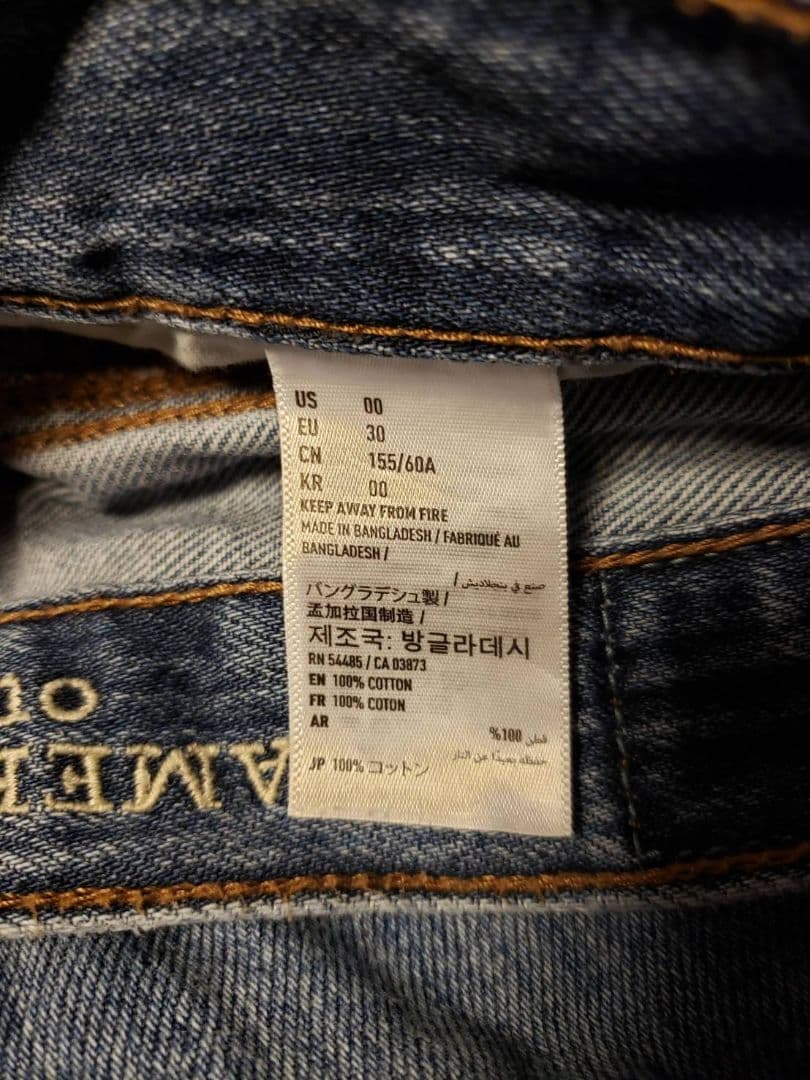 US 00
EU 30
CN 155/60A
KR 00
KEEP AWAY FROM FIRE
MADE IN BANGLADESH / FABRIQUÉ AU
BANGLADESH /
صنع في بنجلاديش /
バングラデシュ製 /
孟加拉国制造 /
제조국: 방글라데시
RN 54485 / CA 03873
EN 100% COTTON
FR 100% COTON
AR
قطن 100%
حفظه بعيدًا عن النار
JP 100% コットン
AME